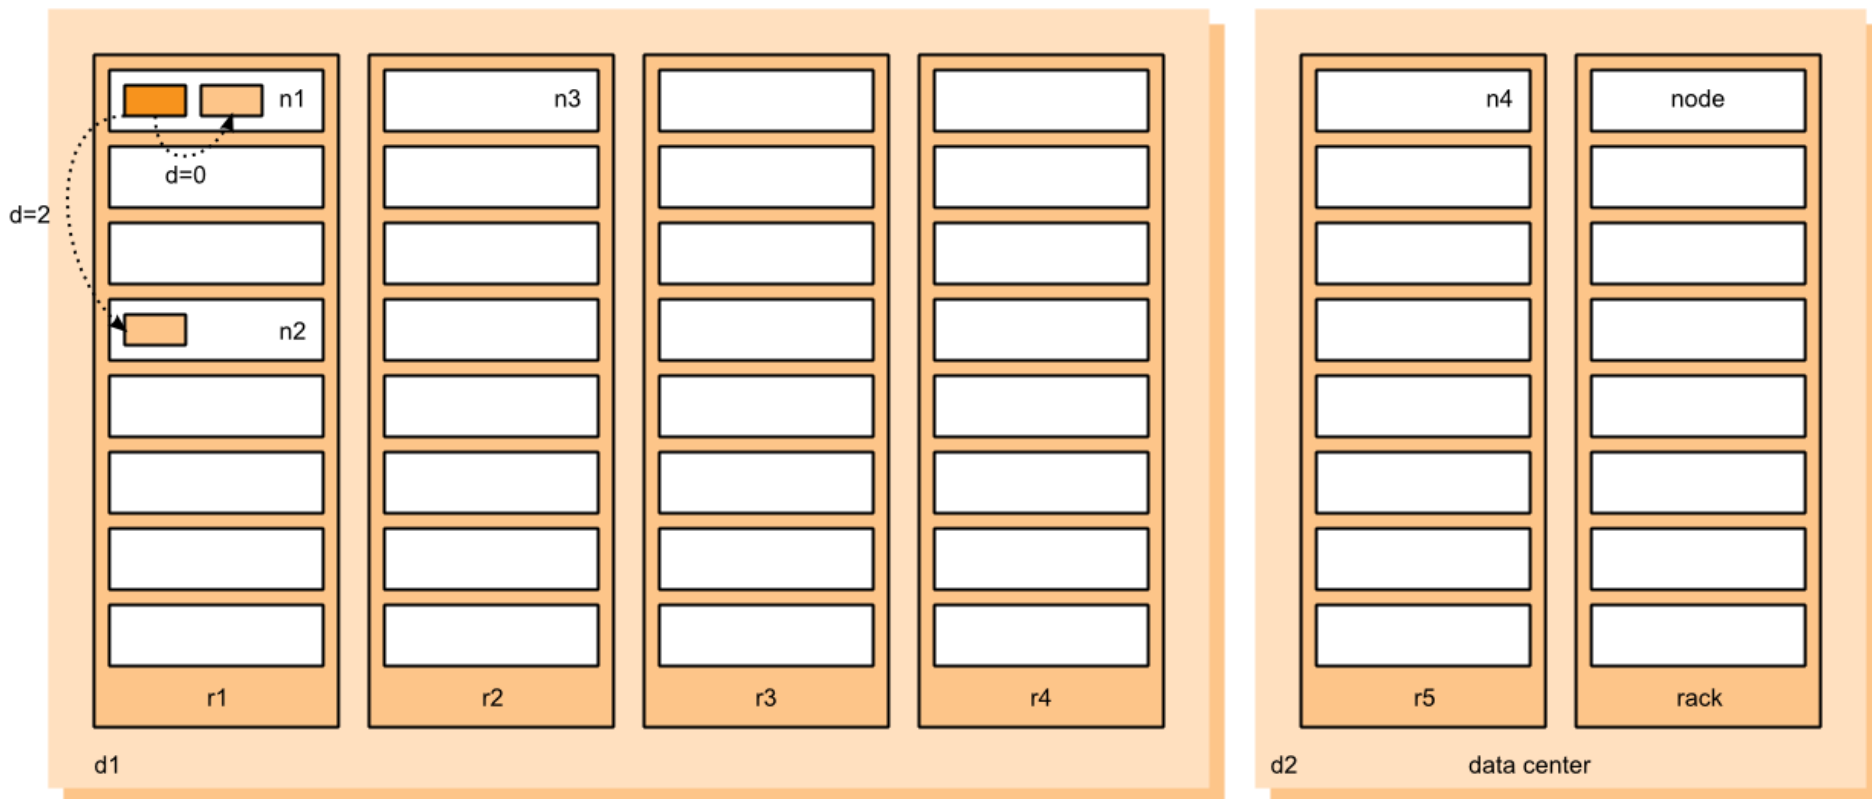 n1
n3
n4
node
d=0
d=2
n2
r1
r2
r3
r4
r5
rack
d1
d2
data center